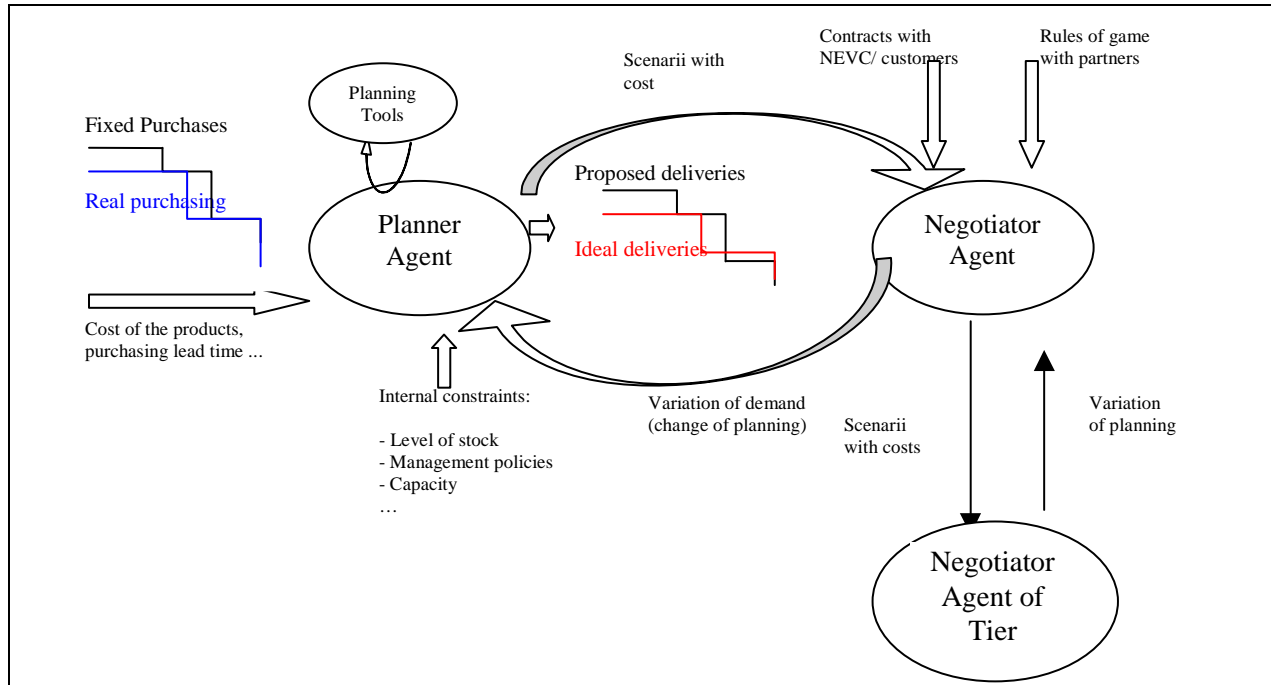 Contracts with
NEVC/ customers
Rules of game
with partners
Scenarii with
cost
Planning
Tools
Fixed Purchases
Real purchasing
Proposed deliveries
Ideal deliveries
Planner
Agent
Negotiator
Agent
Cost of the products,
purchasing lead time ...
Internal constraints:
- Level of stock
- Management policies
- Capacity
…
Variation of demand
(change of planning)
Scenarii
with costs
Variation
of planning
Negotiator
Agent of
Tier